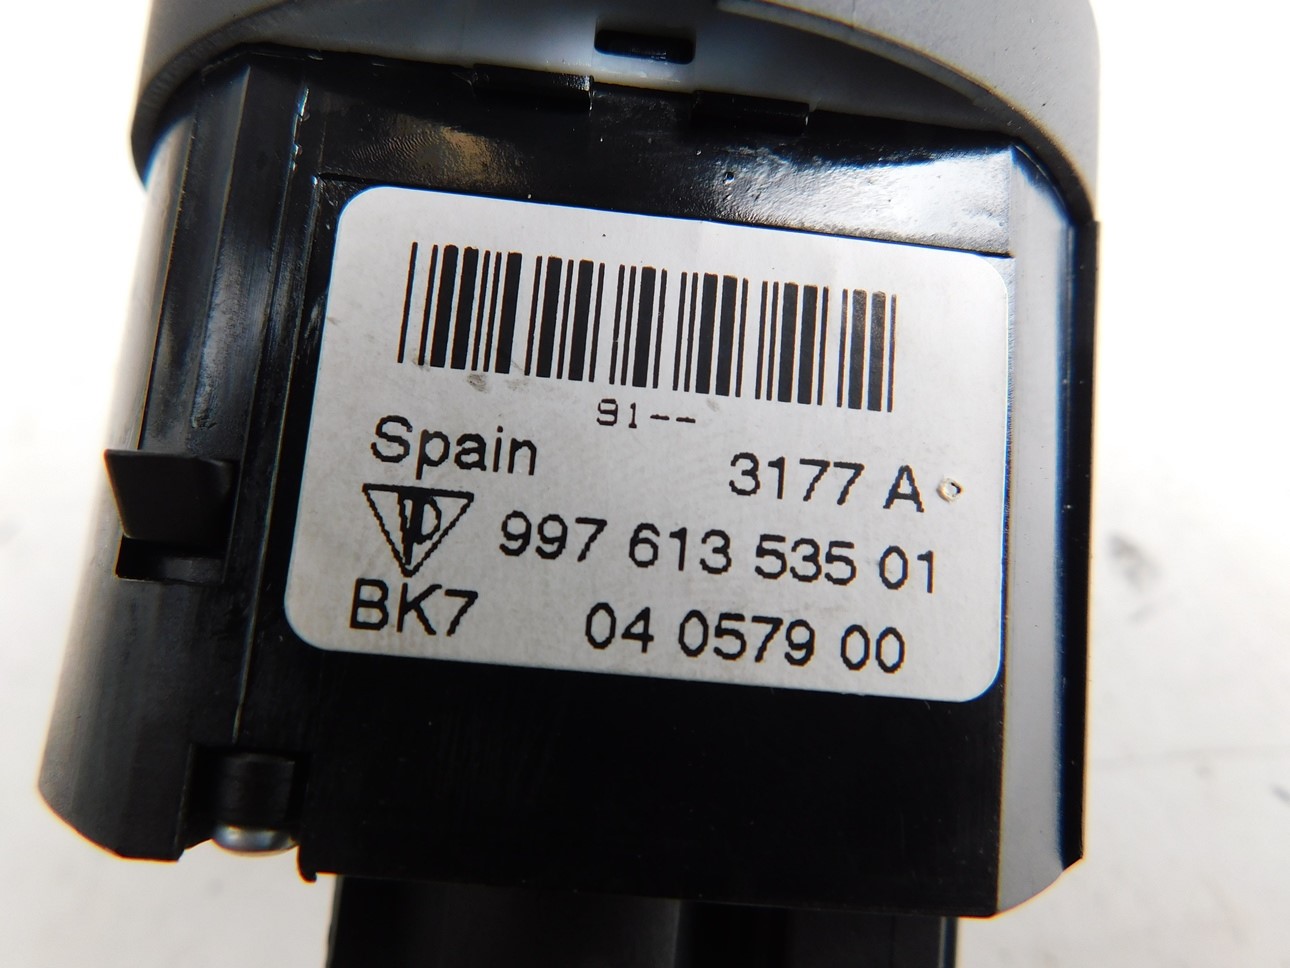 91--
Spain 3177 A
997 613 535 01
BK7 04 0579 00